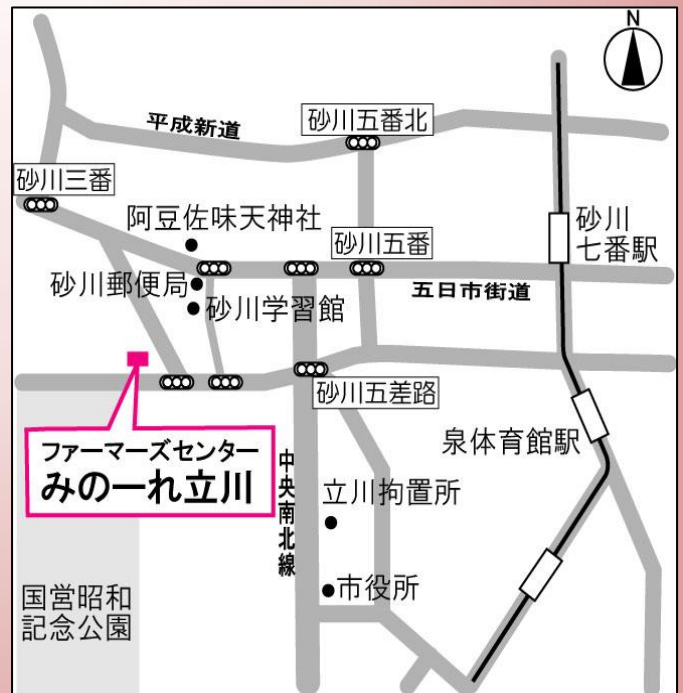 N
平成新道
砂川五番北
砂川三番
阿豆佐味天神社
砂川五番
砂川
七番駅
砂川郵便局
五日市街道
砂川学習館
砂川五差路
ファーマーズセンター
みのーれ立川
泉体育館駅
中央南北線
立川拘置所
市役所
国営昭和
記念公園